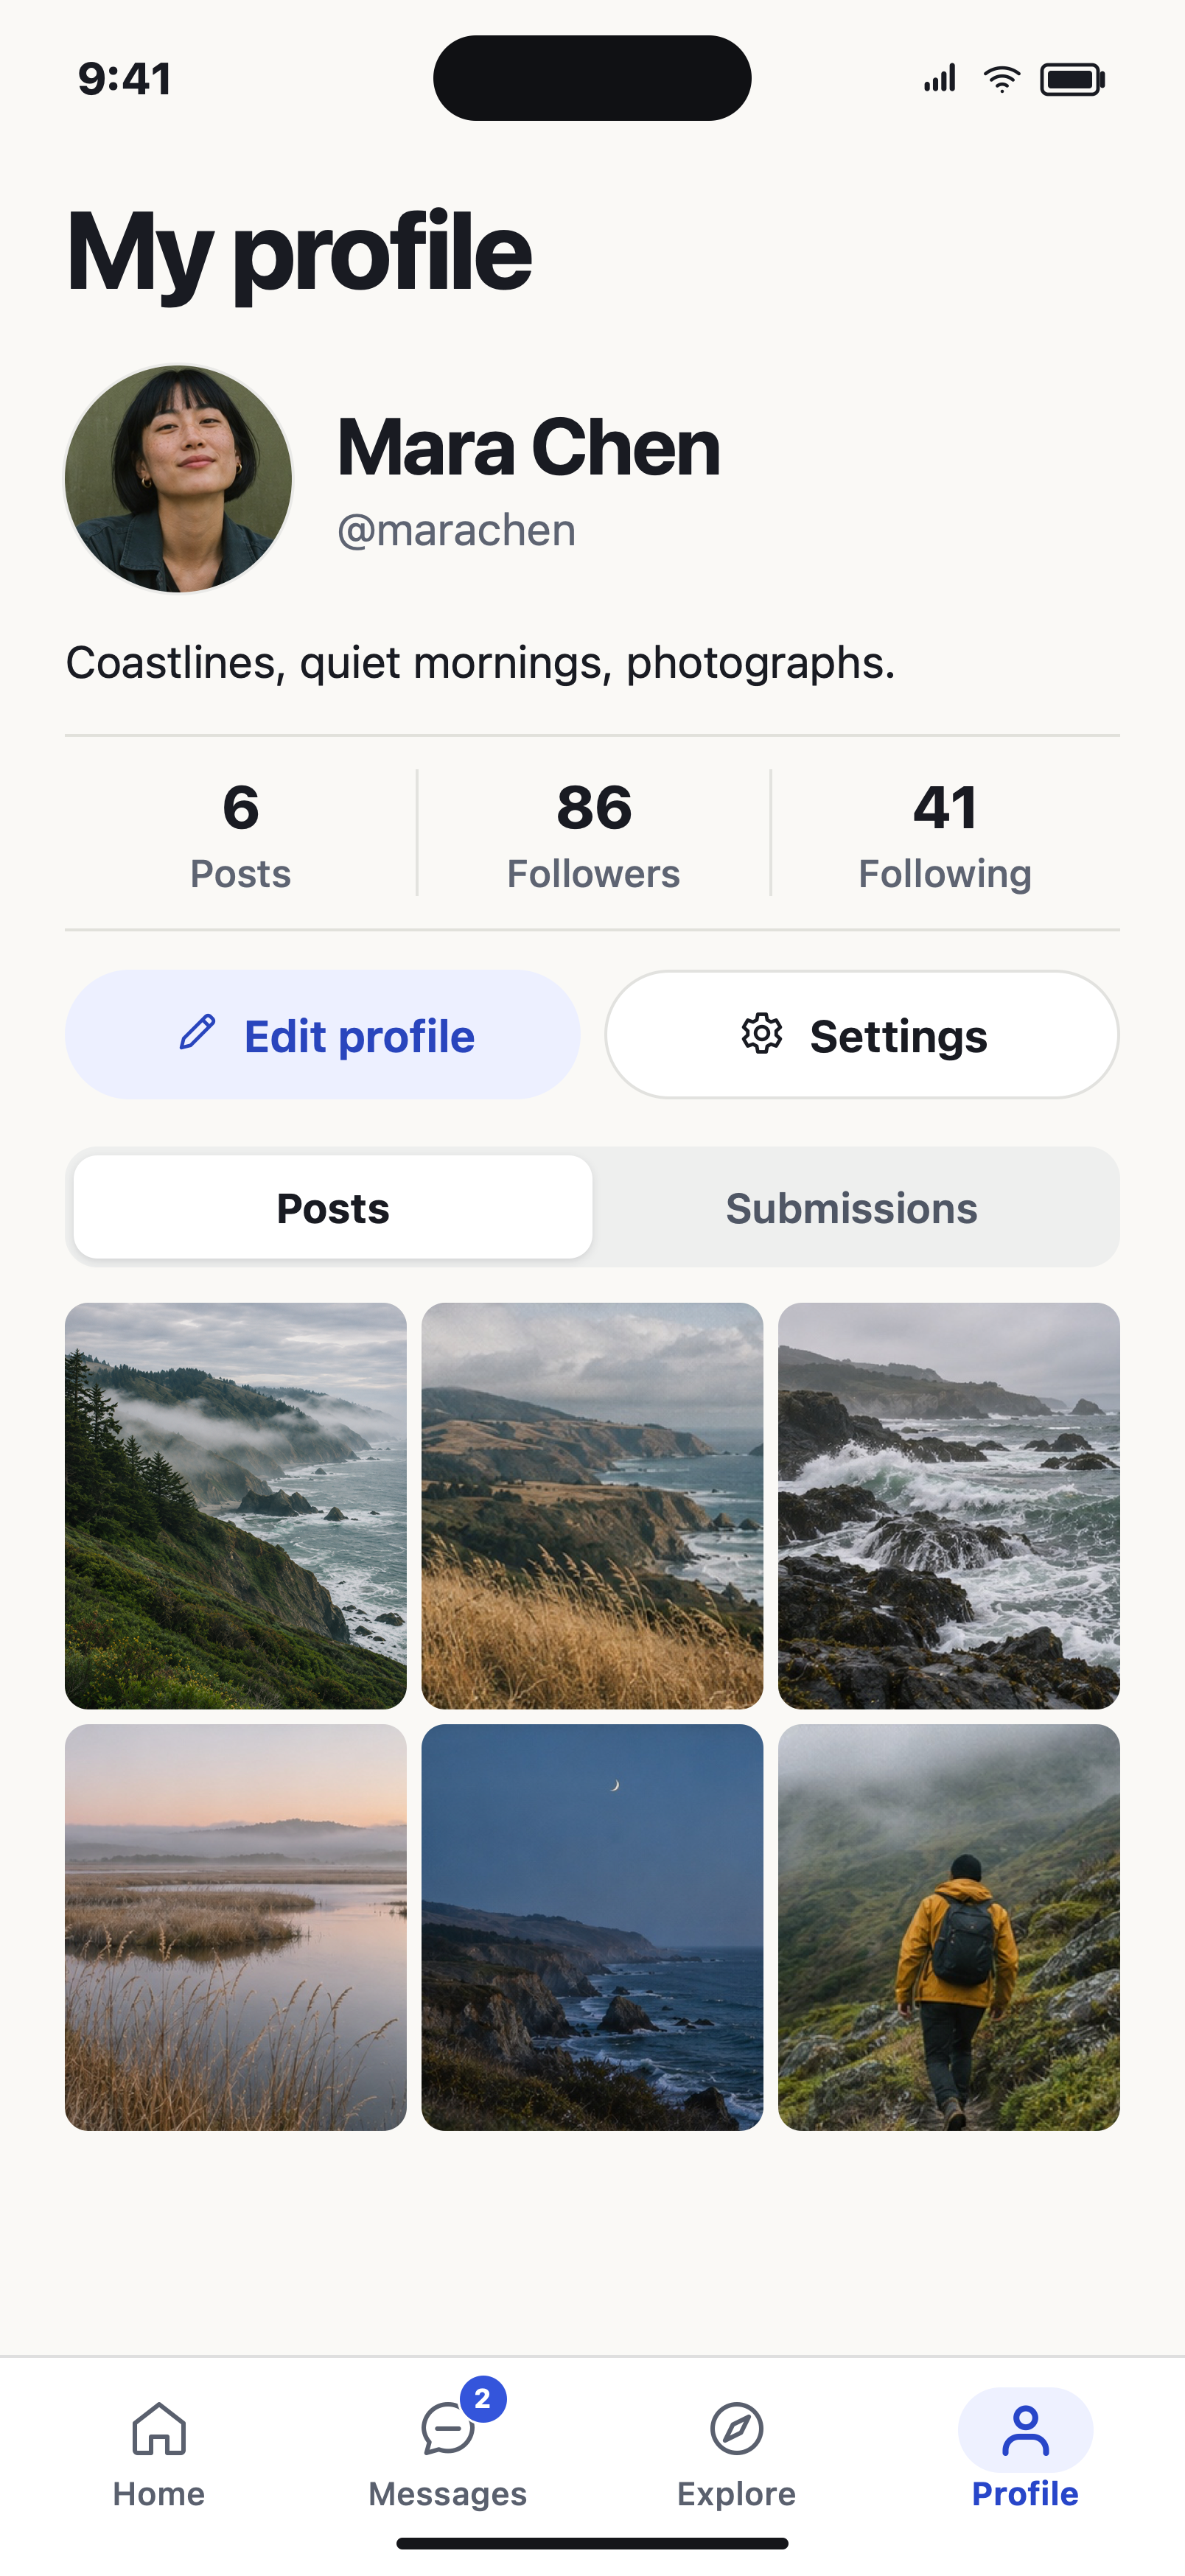 9:41
My profile
Mara Chen
@marachen
Coastlines, quiet mornings, photographs.
6 86 41
Posts Followers Following
Edit profile Settings
Posts Submissions
2
Home Messages Explore Profile